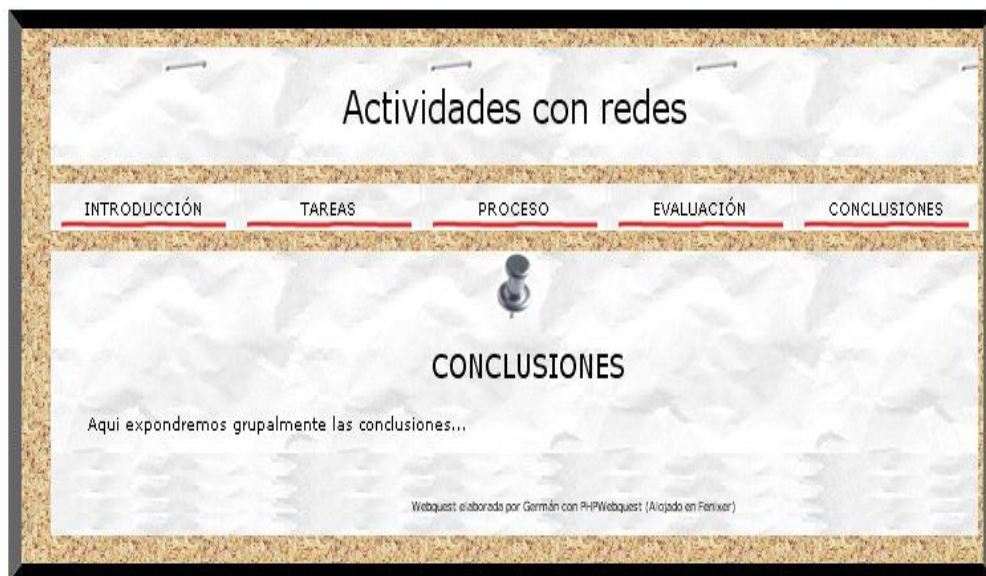 Actividades con redes
INTRODUCCIÓN TAREAS PROCESO EVALUACIÓN CONCLUSIONES
CONCLUSIONES
Aqui expondremos grupalmente las conclusiones...
Webquest elaborada por Germán con PHPWebquest (Alojado en Fenixer)